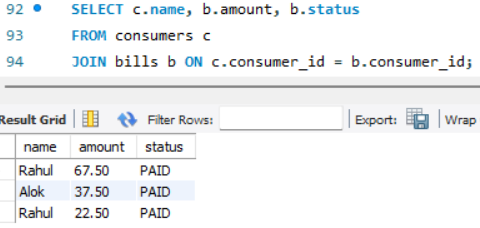 92 SELECT c.name, b.amount, b.status
93 FROM consumers c
94 JOIN bills b ON c.consumer_id = b.consumer_id;
Result Grid Filter Rows: Export: Wrap
name amount status
Rahul 67.50 PAID
Alok 37.50 PAID
Rahul 22.50 PAID